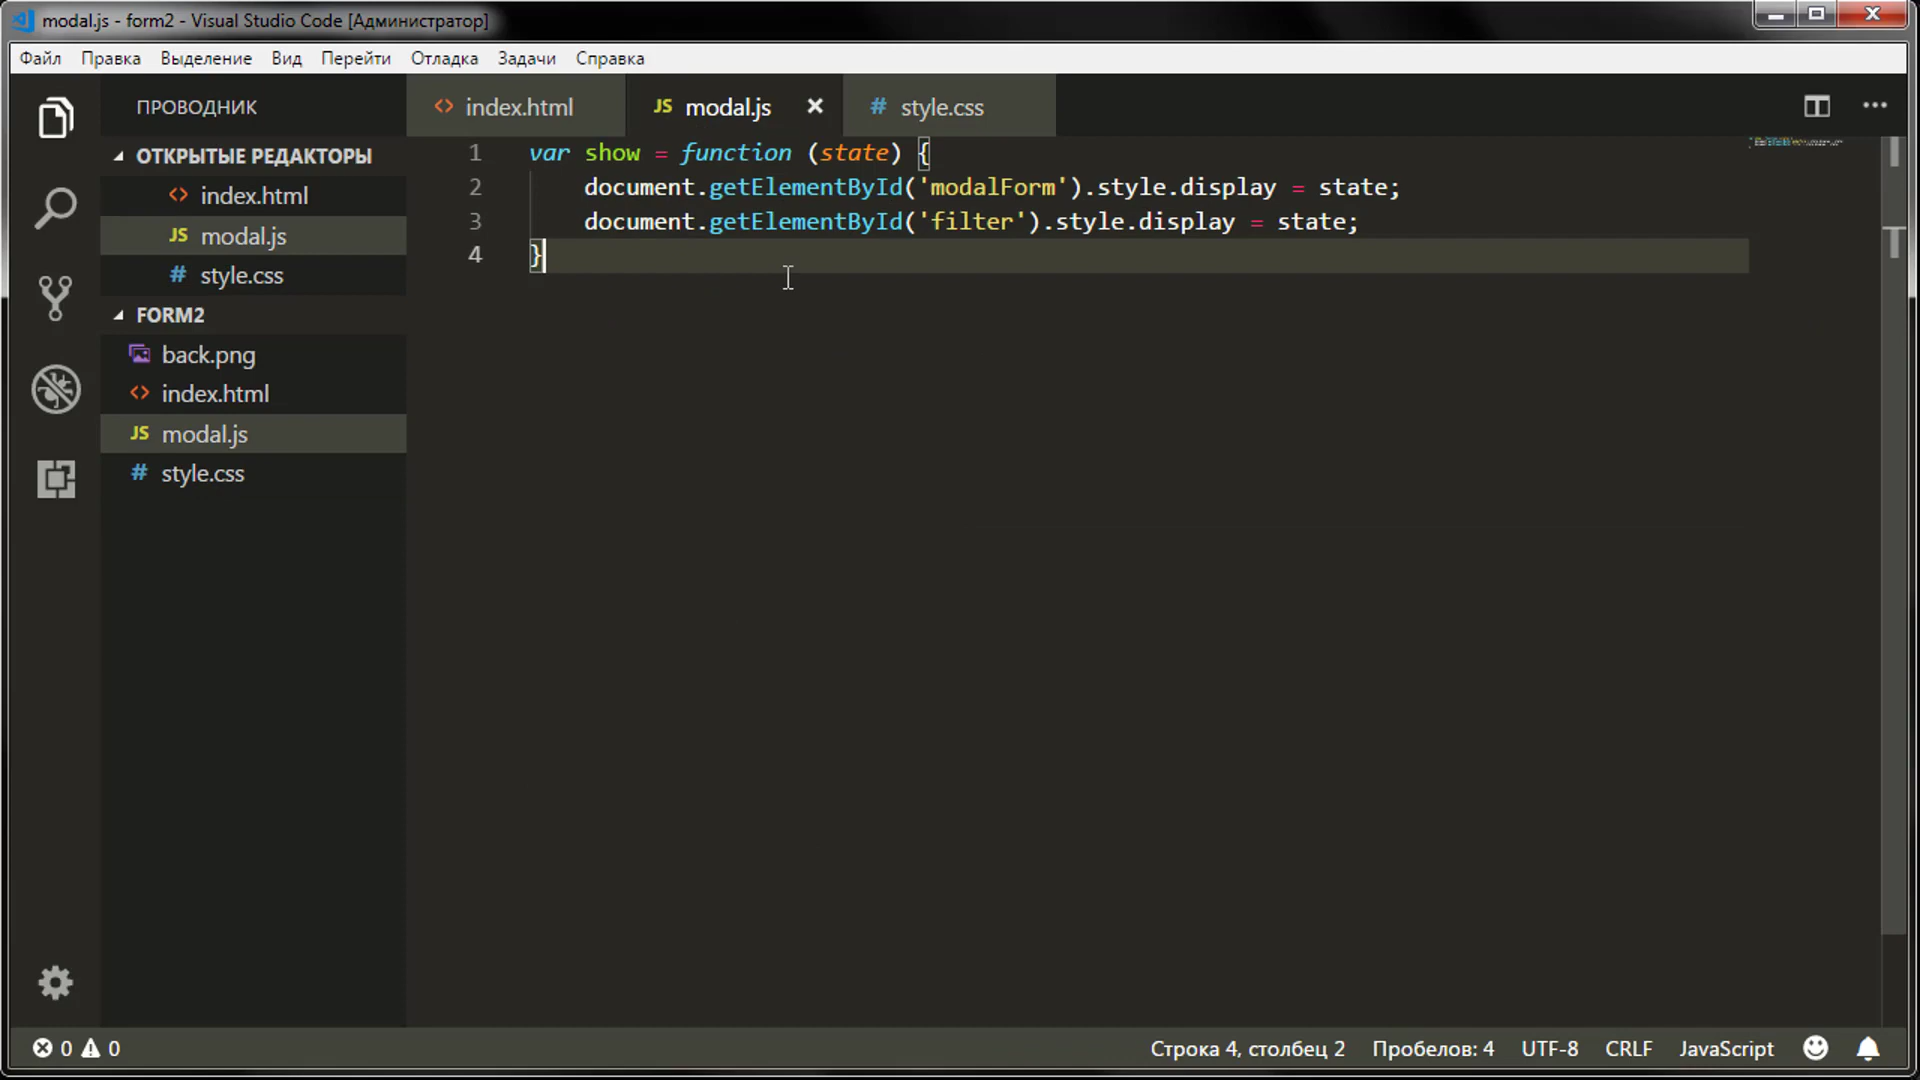 modal.js - form2 - Visual Studio Code [Администратор]
Файл Правка Выделение Вид Перейти Отладка Задачи Справка
ПРОВОДНИК
ОТКРЫТЫЕ РЕДАКТОРЫ
<> index.html
JS modal.js
# style.css
FORM2
back.png
<> index.html
JS modal.js
# style.css
<> index.html JS modal.js # style.css
1 var show = function (state) {
2 document.getElementById('modalForm').style.display = state;
3 document.getElementById('filter').style.display = state;
4 }
0 0 Строка 4, столбец 2 Пробелов: 4 UTF-8 CRLF JavaScript